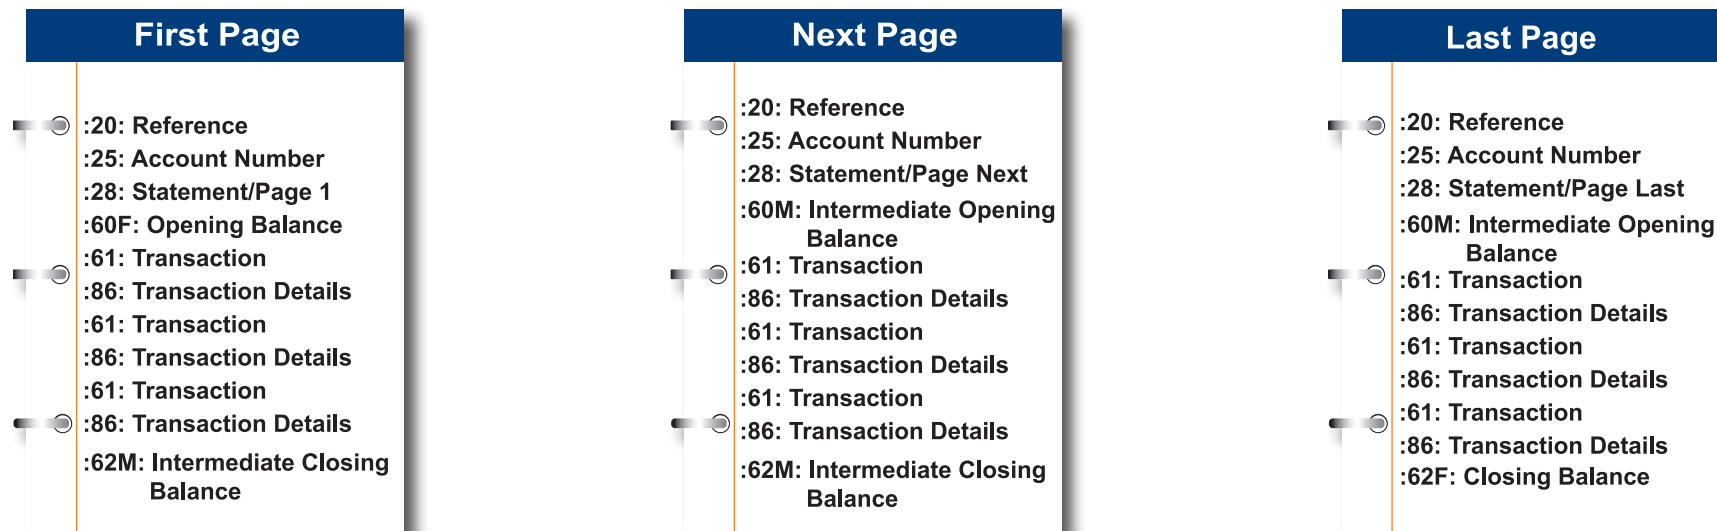 First Page
:20: Reference
:25: Account Number
:28: Statement/Page 1
:60F: Opening Balance
:61: Transaction
:86: Transaction Details
:61: Transaction
:86: Transaction Details
:61: Transaction
:86: Transaction Details
:62M: Intermediate Closing
Balance
Next Page
:20: Reference
:25: Account Number
:28: Statement/Page Next
:60M: Intermediate Opening
Balance
:61: Transaction
:86: Transaction Details
:61: Transaction
:86: Transaction Details
:61: Transaction
:86: Transaction Details
:62M: Intermediate Closing
Balance
Last Page
:20: Reference
:25: Account Number
:28: Statement/Page Last
:60M: Intermediate Opening
Balance
:61: Transaction
:86: Transaction Details
:61: Transaction
:86: Transaction Details
:61: Transaction
:86: Transaction Details
:62F: Closing Balance